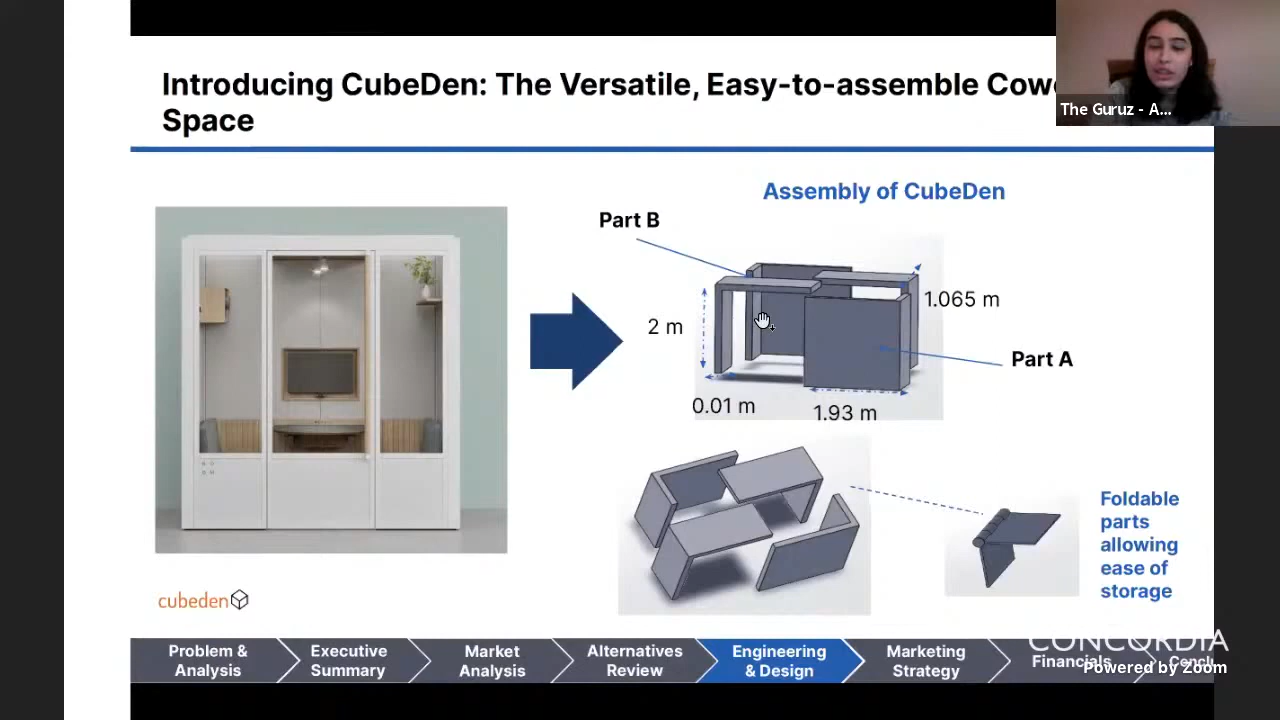 Introducing CubeDen: The Versatile, Easy-to-assemble
Space
The Guruz - A...
Assembly of CubeDen
Part B
1.065 m
2 m
Part A
0.01 m
1.93 m
Foldable
parts
allowing
ease of
storage
cubeden
Problem &
Analysis
Executive
Summary
Market
Analysis
Alternatives
Review
Engineering
& Design
Marketing
Strategy
Financials
CONCORDIA
Powered by Zoom